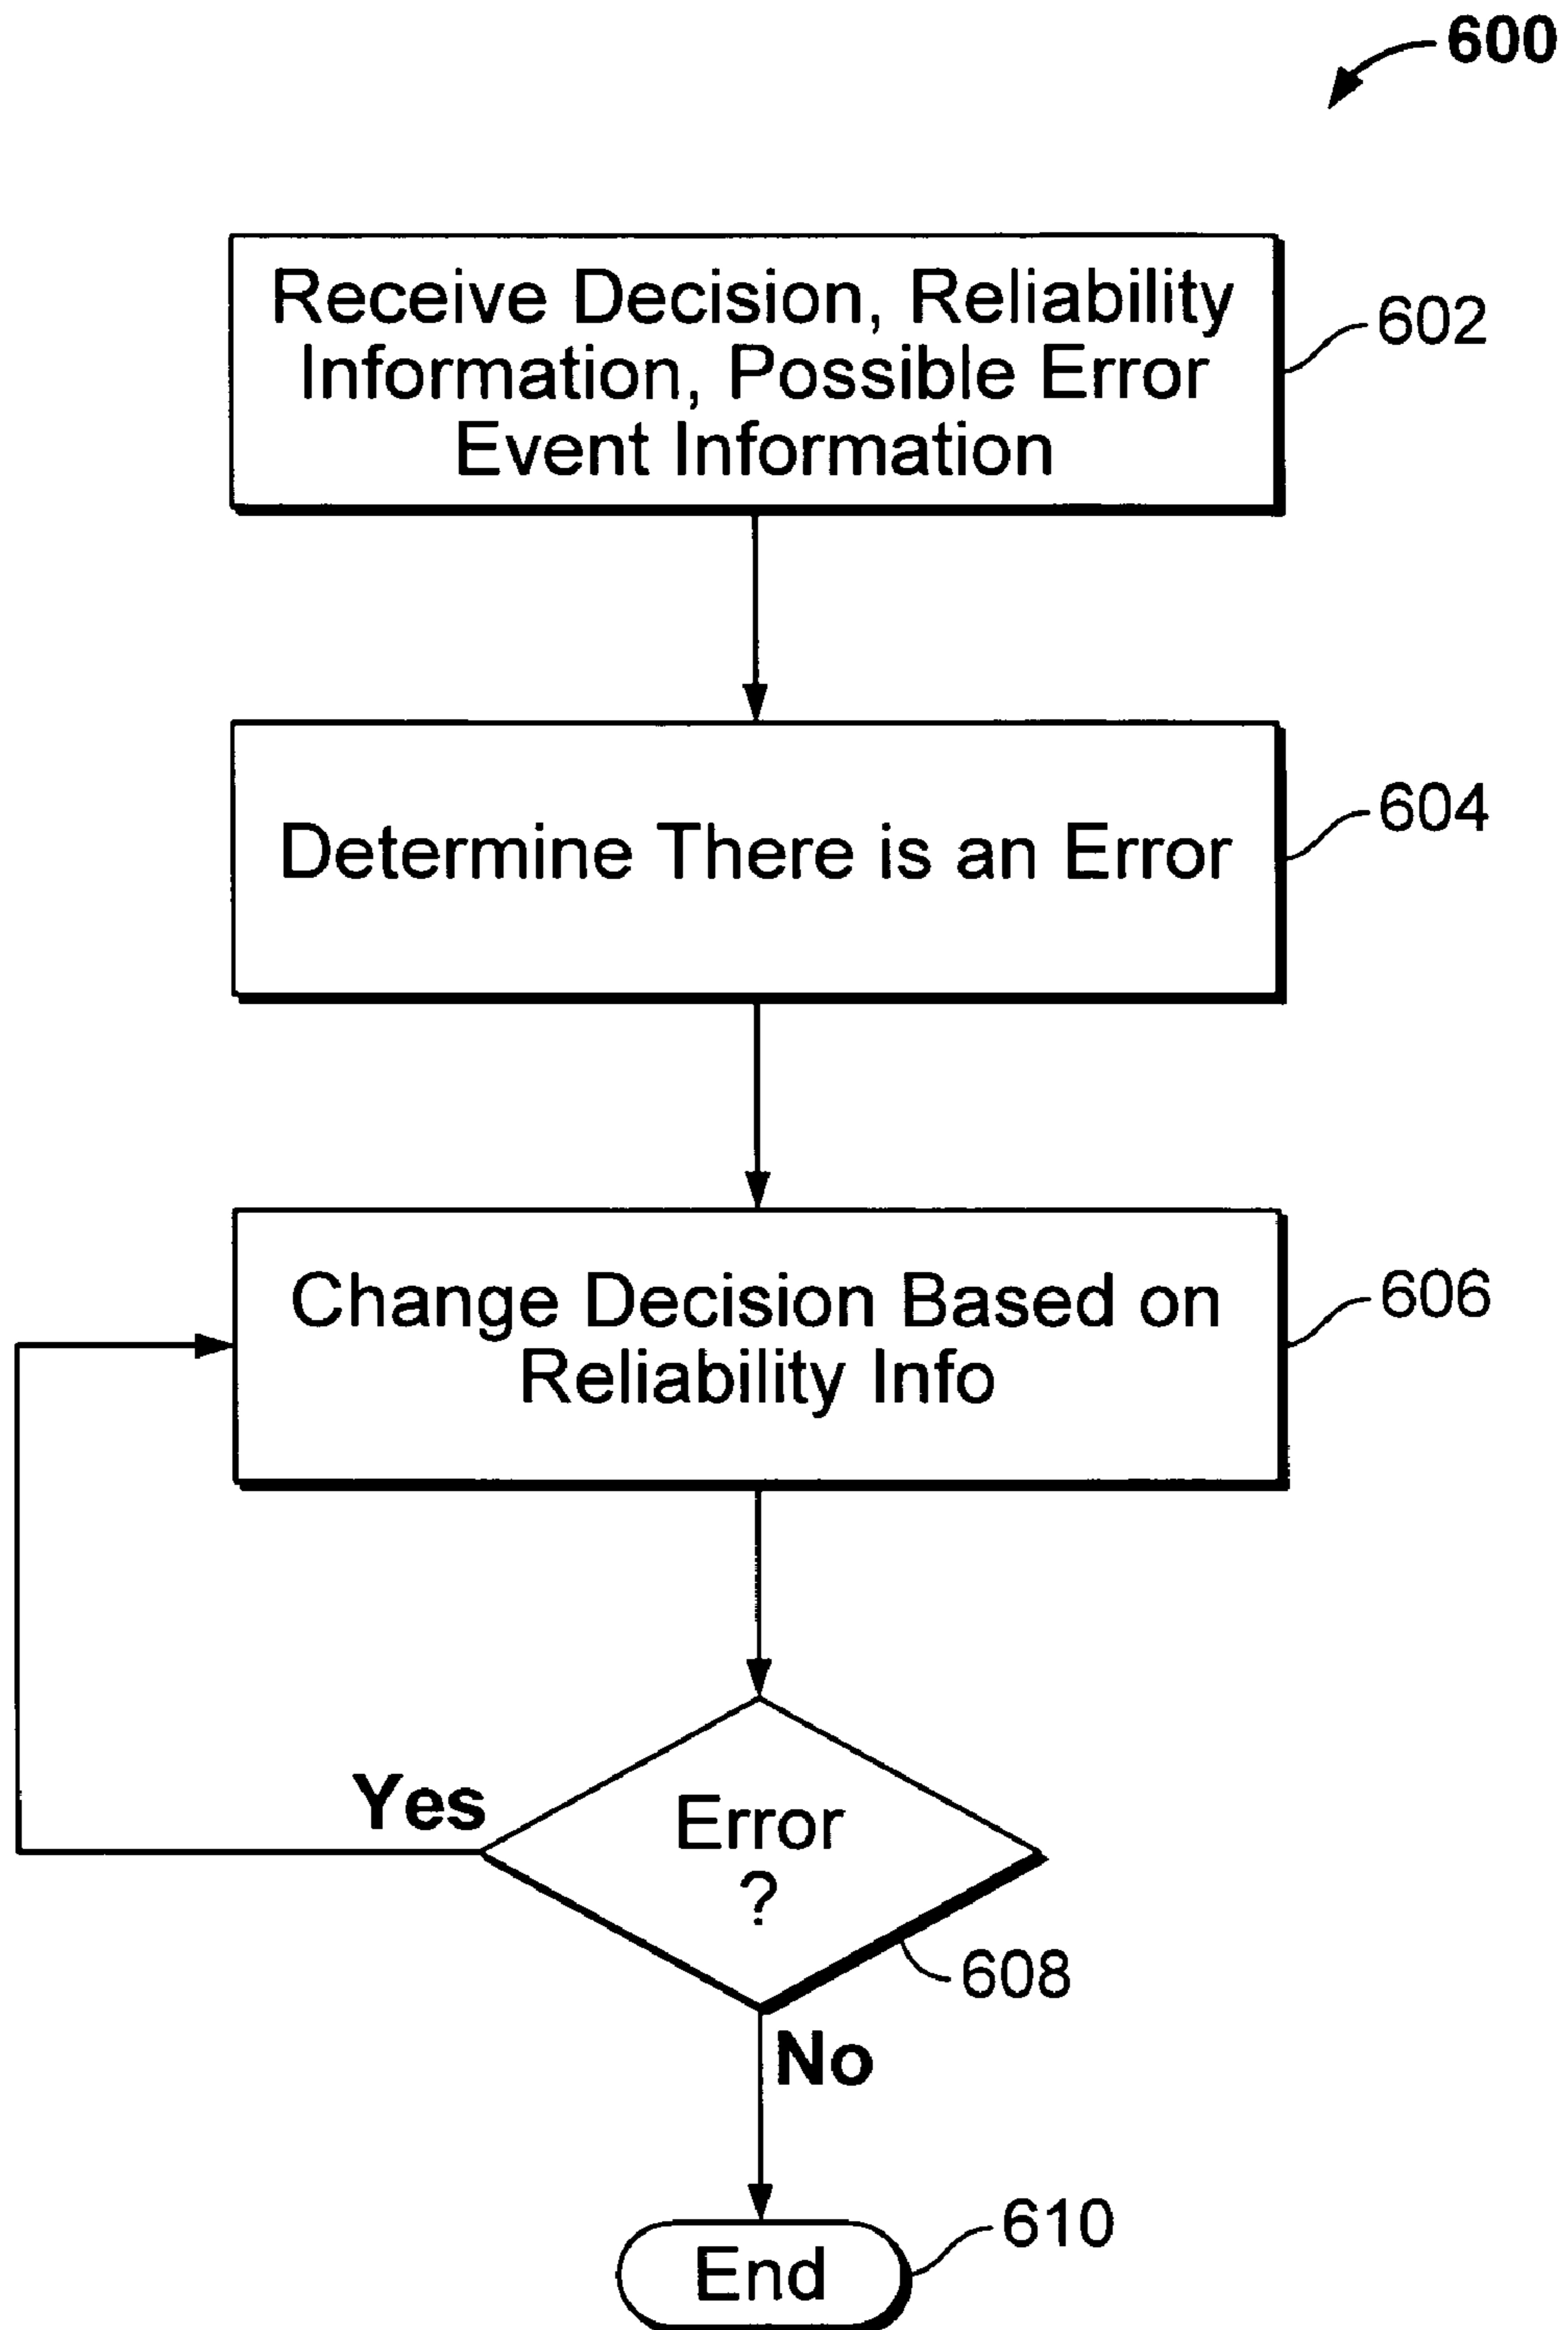 600
Receive Decision, Reliability
Information, Possible Error
Event Information
602
Determine There is an Error
604
Change Decision Based on
Reliability Info
606
Yes
Error
?
608
No
End
610